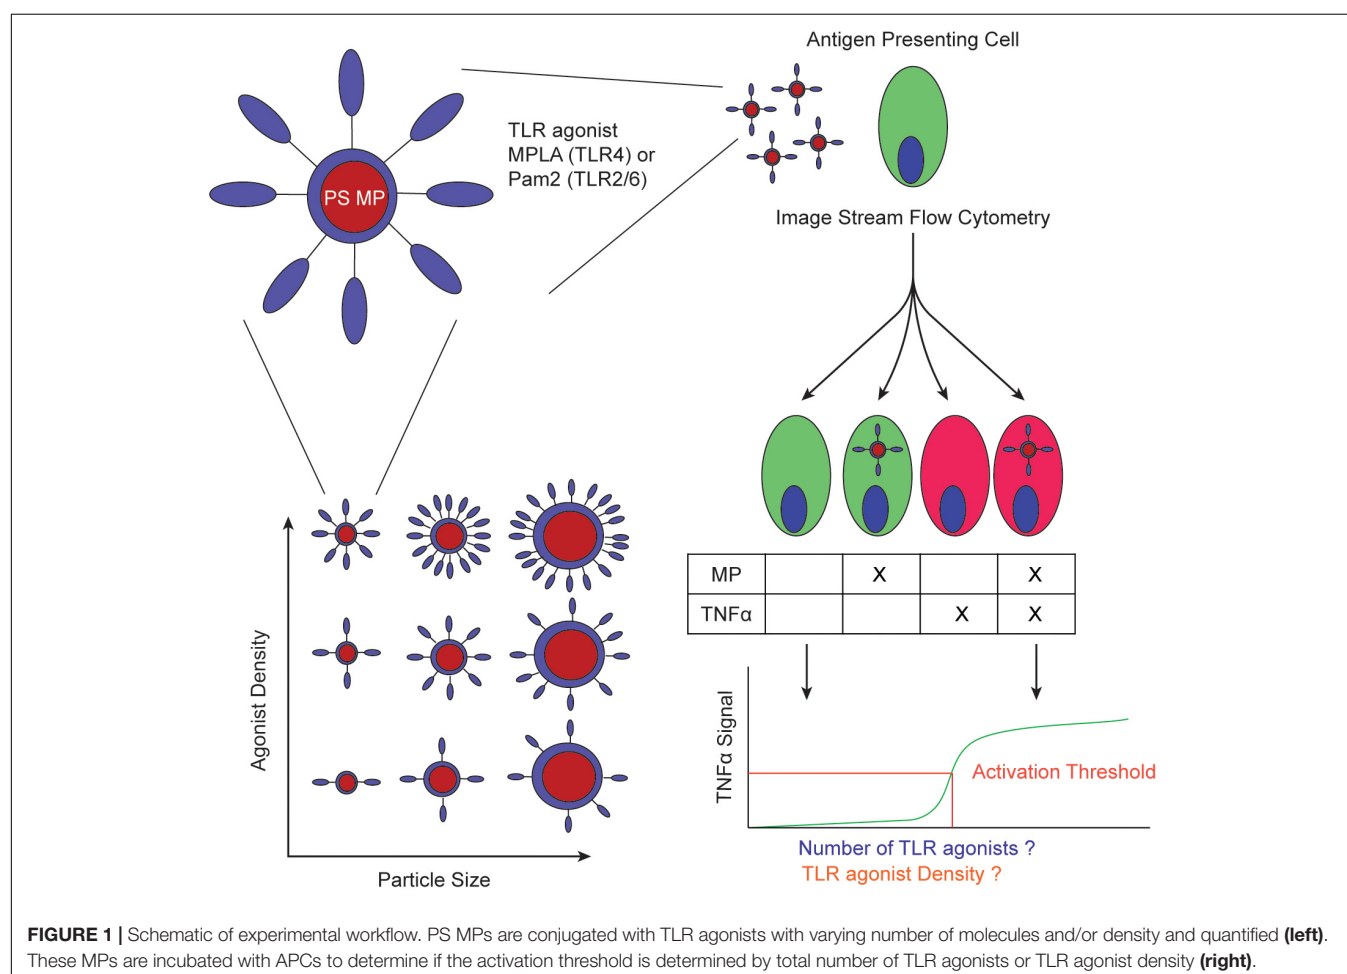 Antigen Presenting Cell
PS MP
TLR agonist
MPLA (TLR4) or
Pam2 (TLR2/6)
Image Stream Flow Cytometry
Agonist Density
Particle Size
MP X X
TNFα X X
TNFα Signal
Activation Threshold
Number of TLR agonists ?
TLR agonist Density ?
FIGURE 1 | Schematic of experimental workflow. PS MPs are conjugated with TLR agonists with varying number of molecules and/or density and quantified (left).
These MPs are incubated with APCs to determine if the activation threshold is determined by total number of TLR agonists or TLR agonist density (right).